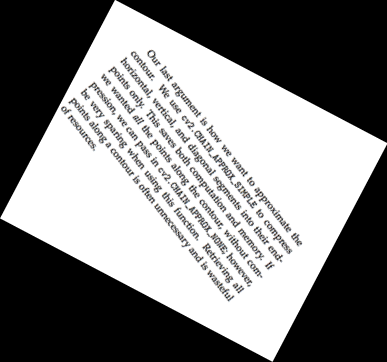 Our last argument is how we want to approximate the
contour. We use cv2.CHAIN_APPROX_SIMPLE to compress
horizontal, vertical, and diagonal segments into their end-
points only. This saves both computation and memory. If
we wanted all the points along the contour, without com-
pression, we can pass in cv2.CHAIN_APPROX_NONE; however,
be very sparing when using this function. Retrieving all
points along a contour is often unnecessary and is wasteful
of resources.